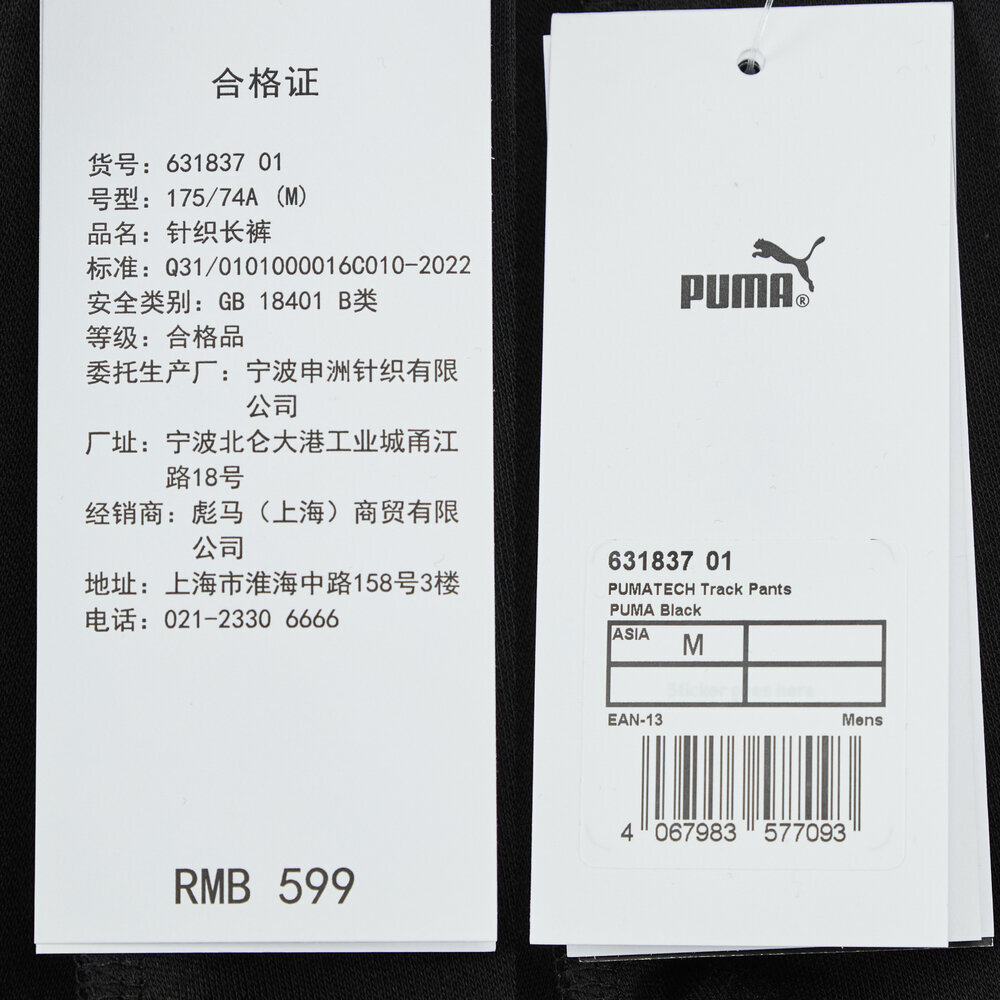 合格证
货号：631837 01
号型：175/74A (M)
品名：针织长裤
标准：Q31/0101000016C010-2022
安全类别：GB 18401 B类
等级：合格品
委托生产厂：宁波申洲针织有限
公司
厂址：宁波北仑大港工业城甬江
路18号
经销商：彪马（上海）商贸有限
公司
地址：上海市淮海中路158号3楼
电话：021-2330 6666
RMB 599
PUMA®
631837 01
PUMATECH Track Pants
PUMA Black
ASIA M
Sticker goes here
EAN-13 Mens
4 067983 577093